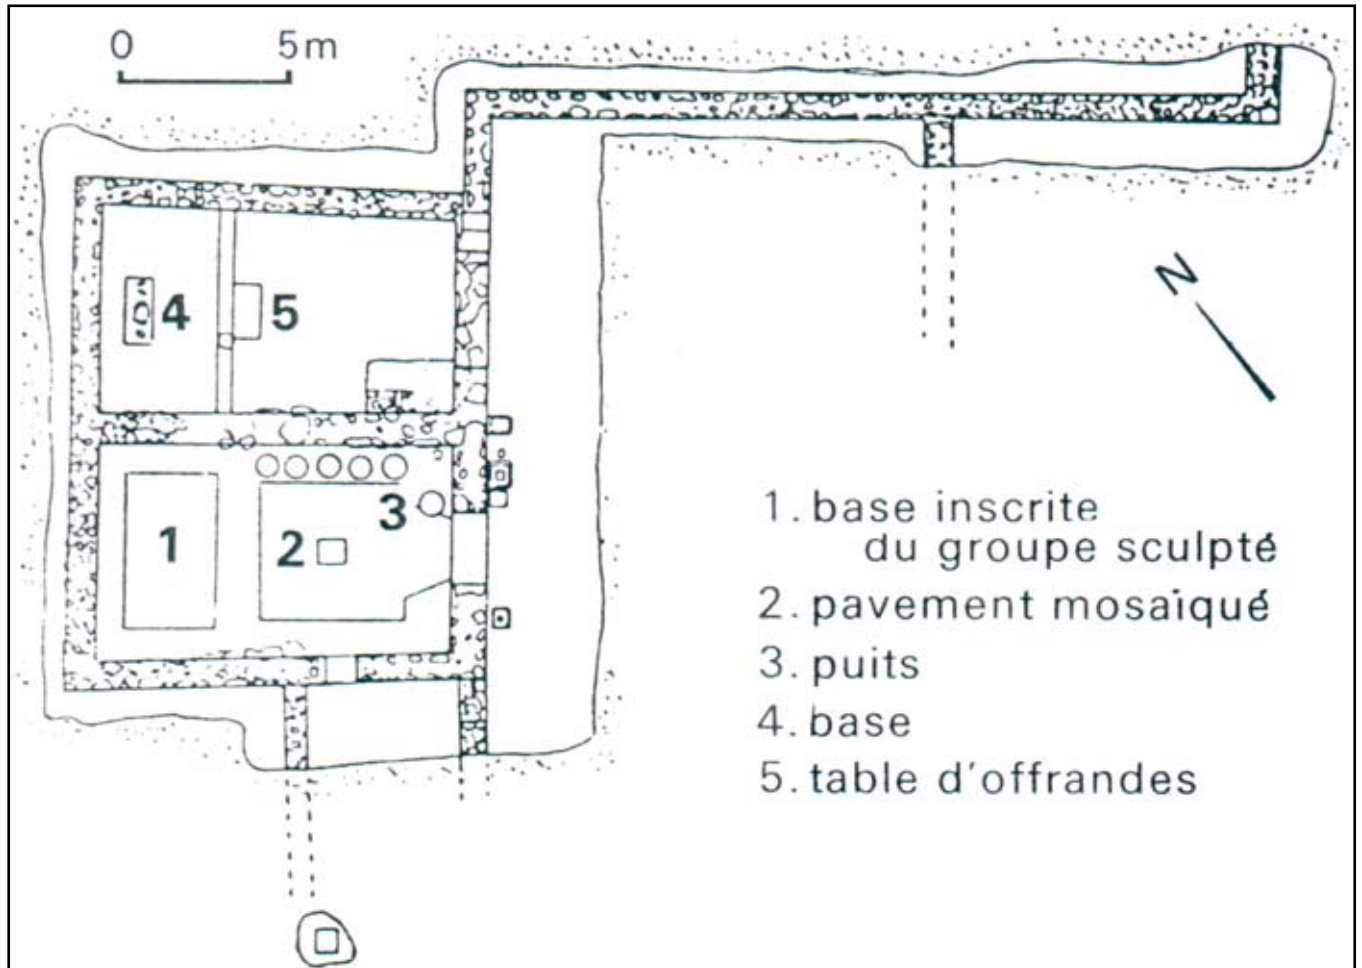 0 5m
4 5
N
3
1 2
1. base inscrite
du groupe sculpté
2. pavement mosaïqué
3. puits
4. base
5. table d'offrandes